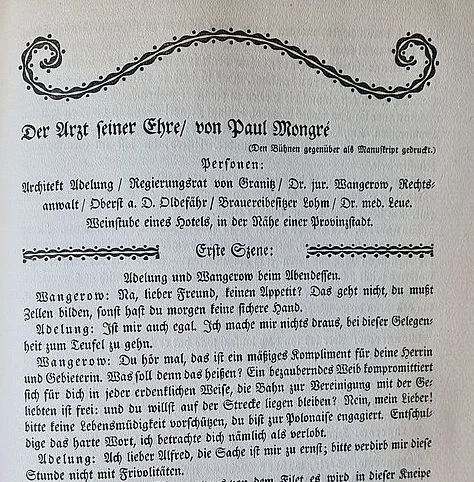 Der Arzt seiner Ehre/ von Paul Mongré
(Den Bühnen gegenüber als Manuskript gedruckt.)
Personen:
Architekt Adelung / Regierungsrat von Granitz / Dr. jur. Wangerow, Rechts-
anwalt / Oberst a. D. Oldefähr / Brauereibesitzer Lohm / Dr. med. Leue.
Weinstube eines Hotels, in der Nähe einer Provinzstadt.
Erste Szene:
Adelung und Wangerow beim Abendessen.
Wangerow: Na, lieber Freund, keinen Appetit? Das geht nicht, du mußt
Zellen bilden, sonst hast du morgen keine sichere Hand.
Adelung: Ist mir auch egal. Ich mache mir nichts draus, bei dieser Gelegen-
heit zum Teufel zu gehn.
Wangerow: Du hör mal, das ist ein mäßiges Kompliment für deine Herrin
und Gebieterin. Was soll denn das heißen? Ein bezauberndes Weib kompromittiert
sich für dich in jeder erdenklichen Weise, die Bahn zur Vereinigung mit der Ge-
liebten ist frei: und du willst auf der Strecke liegen bleiben? Nein, mein Lieber!
bitte keine Lebensmüdigkeit vorschützen, du bist zur Polonaise engagiert. Entschul-
dige das harte Wort, ich betrachte dich nämlich als verlobt.
Adelung: Ach lieber Alfred, die Sache ist mir zu ernst; bitte verdirb mir diese
Stunde nicht mit Frivolitäten.
von dem Filet, es wird in dieser Kneipe